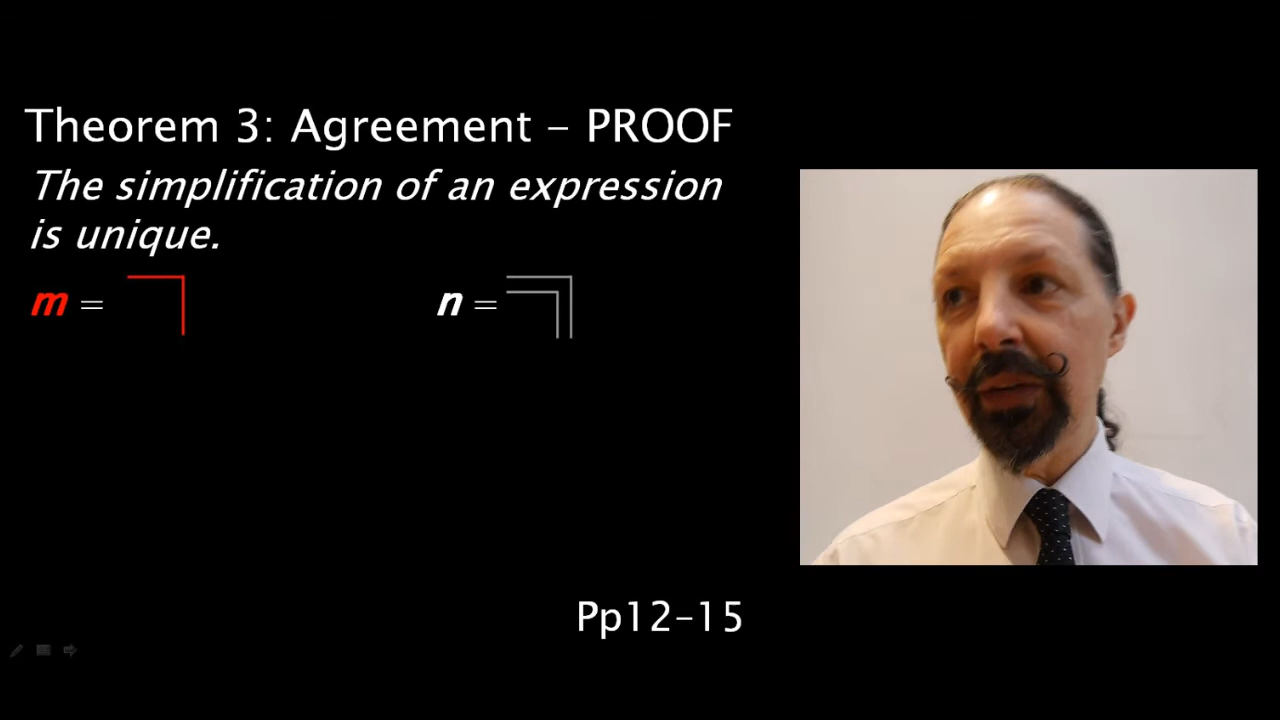 Theorem 3: Agreement – PROOF
The simplification of an expression
is unique.
m = n =
Pp12–15